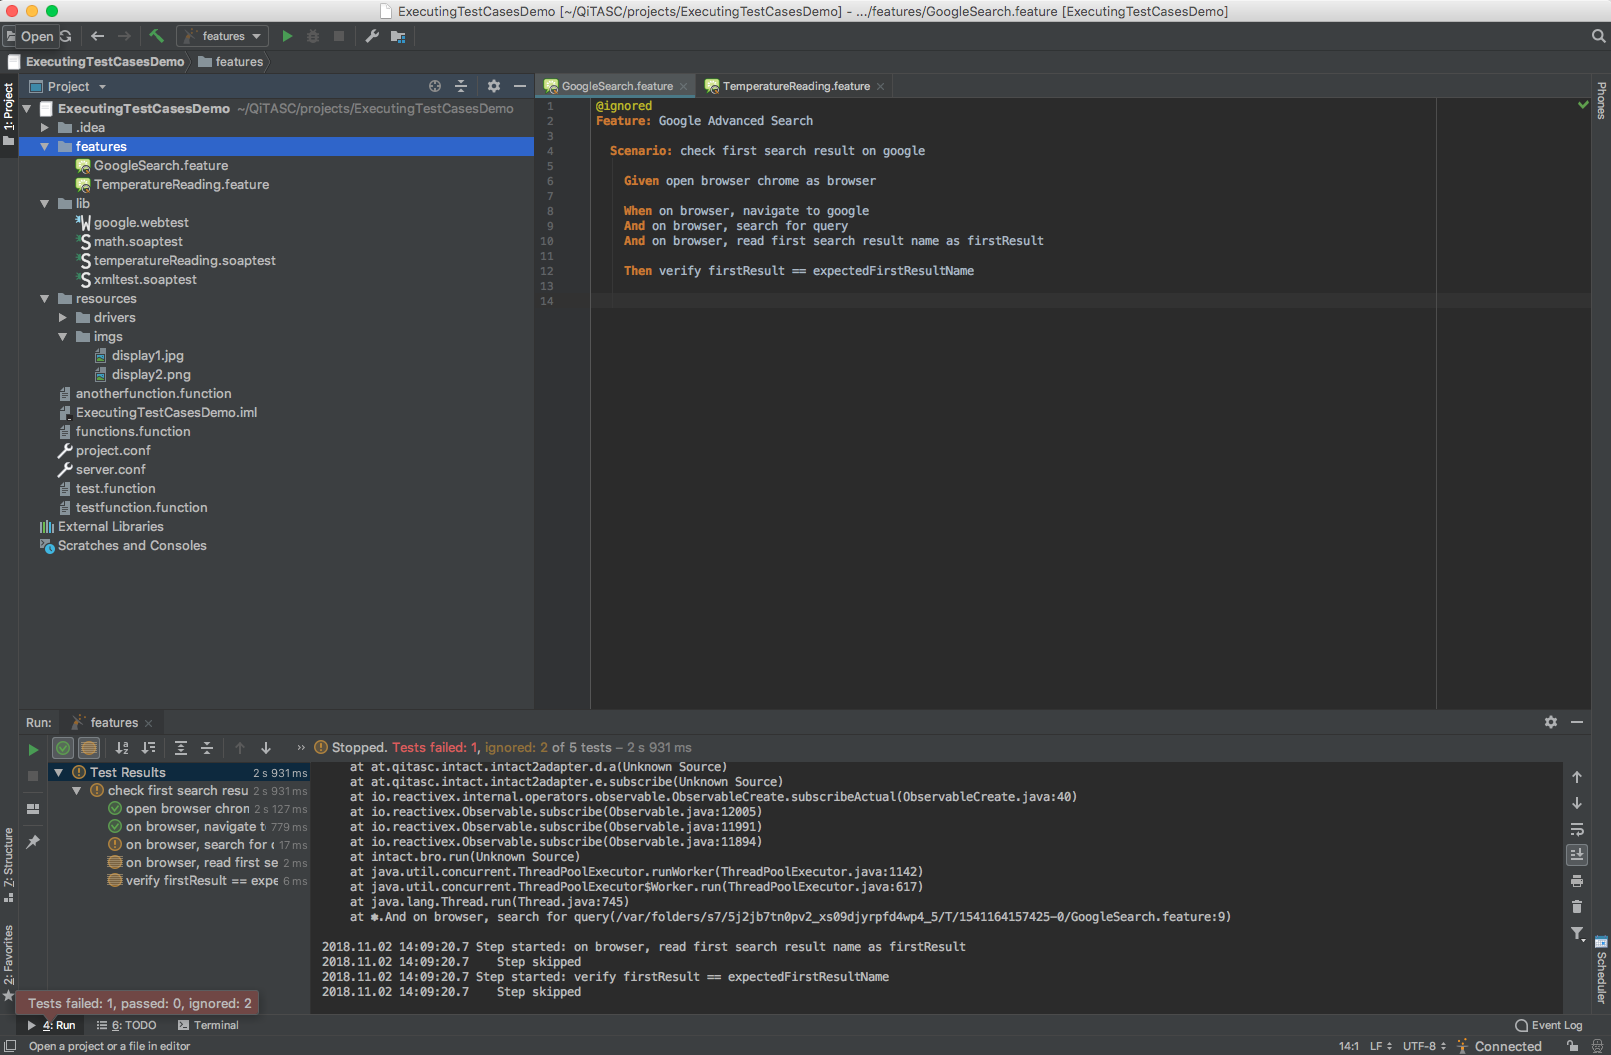 ExecutingTestCasesDemo [~/QiTASC/projects/ExecutingTestCasesDemo] - .../features/GoogleSearch.feature [ExecutingTestCasesDemo]
Open
features
ExecutingTestCasesDemo
features
1: Project
Project
ExecutingTestCasesDemo ~/QiTASC/projects/ExecutingTestCasesDemo
.idea
features
GoogleSearch.feature
TemperatureReading.feature
lib
google.webtest
math.soaptest
temperatureReading.soaptest
xmltest.soaptest
resources
drivers
imgs
display1.jpg
display2.png
anotherfunction.function
ExecutingTestCasesDemo.iml
functions.function
project.conf
server.conf
test.function
testfunction.function
External Libraries
Scratches and Consoles
GoogleSearch.feature
TemperatureReading.feature
1 @ignored
2 Feature: Google Advanced Search
3
4 Scenario: check first search result on google
5
6 Given open browser chrome as browser
7
8 When on browser, navigate to google
9 And on browser, search for query
10 And on browser, read first search result name as firstResult
11
12 Then verify firstResult == expectedFirstResultName
13
14
Phones
Run:
features
Stopped. Tests failed: 1, ignored: 2 of 5 tests – 2 s 931 ms
Test Results 2 s 931 ms
check first search resu 2 s 931 ms
open browser chron 2 s 127 ms
on browser, navigate t 779 ms
on browser, search for 17 ms
on browser, read first se 2 ms
verify firstResult == expe 6 ms
at at.qitasc.intact.intact2adapter.d.a(Unknown Source)
at at.qitasc.intact.intact2adapter.e.subscribe(Unknown Source)
at io.reactivex.internal.operators.observable.ObservableCreate.subscribeActual(ObservableCreate.java:40)
at io.reactivex.Observable.subscribe(Observable.java:12005)
at io.reactivex.Observable.subscribe(Observable.java:11991)
at io.reactivex.Observable.subscribe(Observable.java:11894)
at intact.bro.run(Unknown Source)
at java.util.concurrent.ThreadPoolExecutor.runWorker(ThreadPoolExecutor.java:1142)
at java.util.concurrent.ThreadPoolExecutor$Worker.run(ThreadPoolExecutor.java:617)
at java.lang.Thread.run(Thread.java:745)
at ✽.And on browser, search for query(/var/folders/s7/5j2jb7tn0pv2_xs09djyrpfd4wp4_5/T/1541164157425-0/GoogleSearch.feature:9)
2018.11.02 14:09:20.7 Step started: on browser, read first search result name as firstResult
2018.11.02 14:09:20.7 Step skipped
2018.11.02 14:09:20.7 Step started: verify firstResult == expectedFirstResultName
2018.11.02 14:09:20.7 Step skipped
Z: Structure
2: Favorites
Scheduler
Tests failed: 1, passed: 0, ignored: 2
4: Run
6: TODO
Terminal
Event Log
Open a project or a file in editor
14:1
LF
UTF-8
Connected